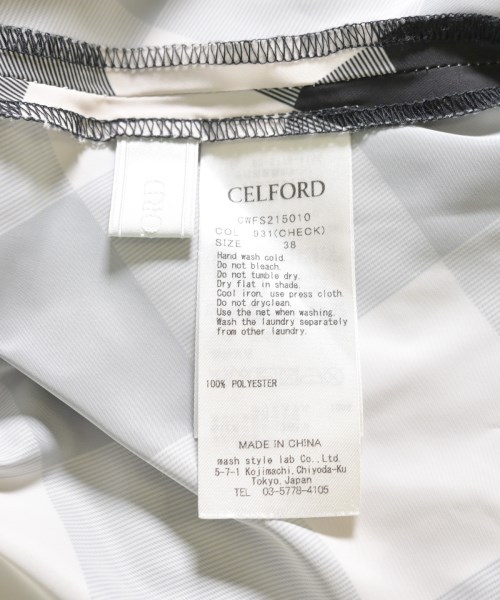 CELFORD
CWFS215010
COL 931(CHECK)
SIZE 38
Hand wash cold.
Do not bleach.
Do not tumble dry.
Dry flat in shade.
Cool iron, use press cloth.
Do not dryclean.
Use the net when washing.
Wash the laundry separately
from other laundry.
100% POLYESTER
MADE IN CHINA
mash style lab Co.,Ltd.
5-7-1 Kojimachi,Chiyoda-Ku
Tokyo,Japan
TEL 03-5778-4105
ORD